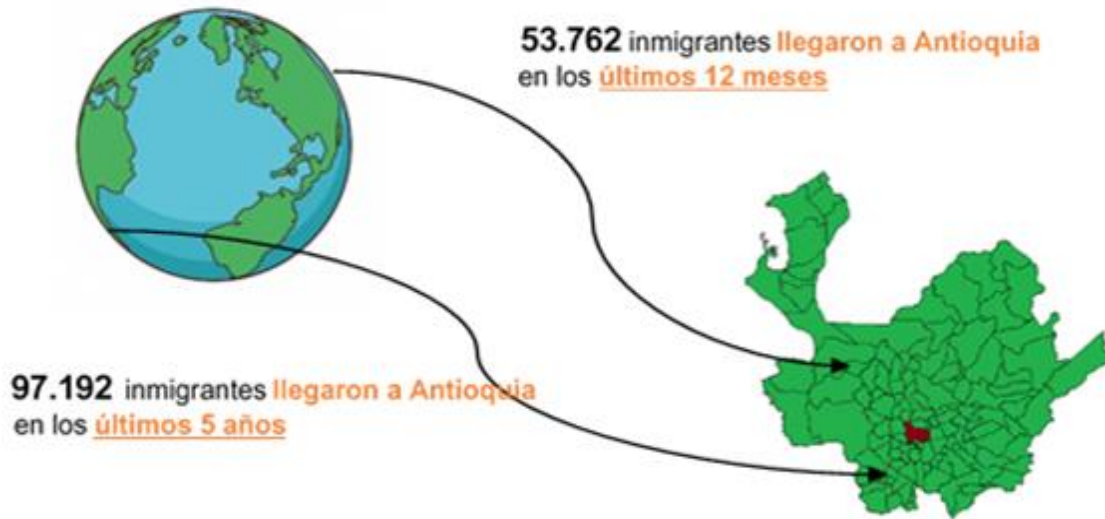 53.762 inmigrantes llegaron a Antioquia
en los últimos 12 meses
97.192 inmigrantes llegaron a Antioquia
en los últimos 5 años